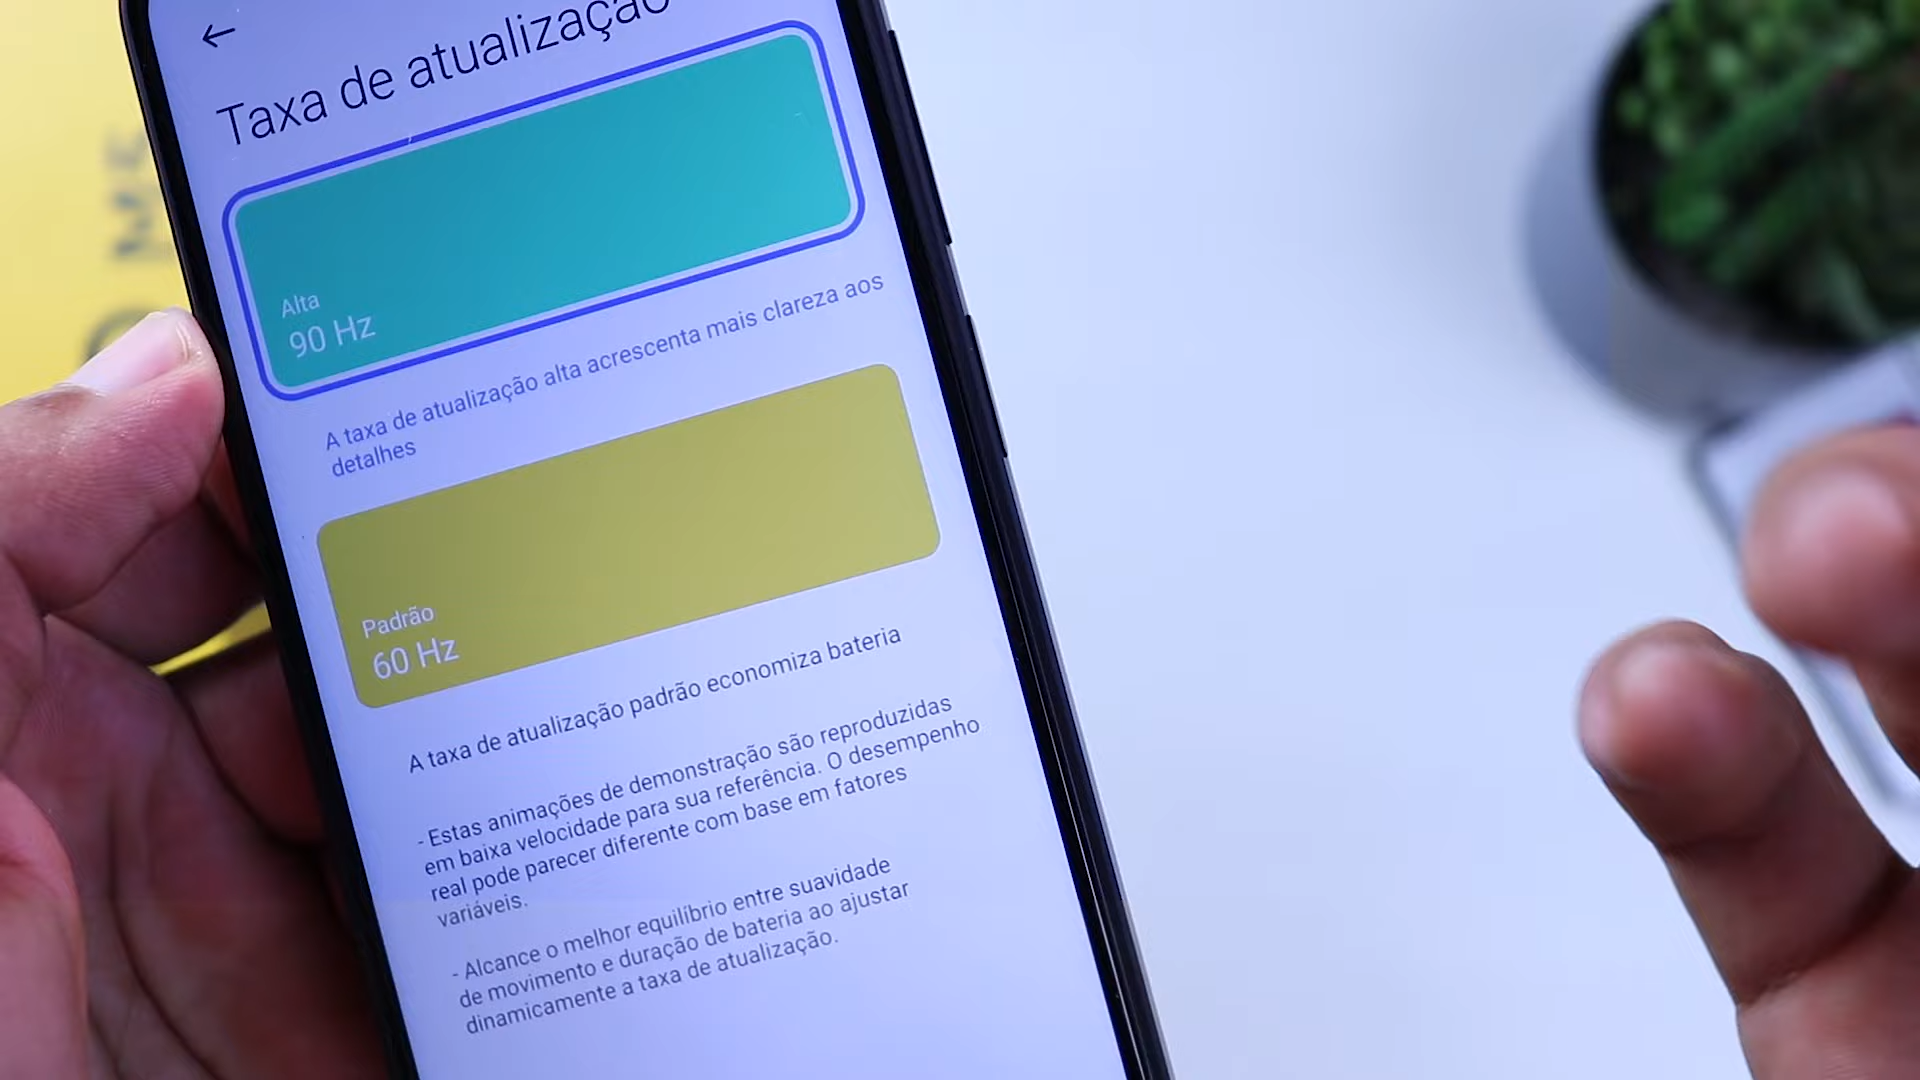 Taxa de atualização
Alta
90 Hz
A taxa de atualização alta acrescenta mais clareza aos
detalhes
Padrão
60 Hz
A taxa de atualização padrão economiza bateria
- Estas animações de demonstração são reproduzidas
em baixa velocidade para sua referência. O desempenho
real pode parecer diferente com base em fatores
variáveis.
- Alcance o melhor equilíbrio entre suavidade
de movimento e duração de bateria ao ajustar
dinamicamente a taxa de atualização.